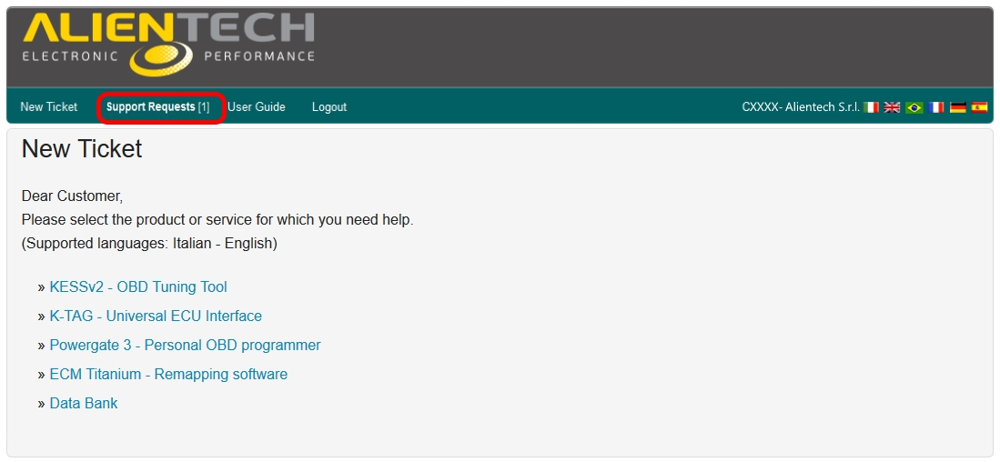 ALIENTECH
ELECTRONIC PERFORMANCE
New Ticket Support Requests [1] User Guide Logout CXXXX- Alientech S.r.l.
New Ticket
Dear Customer,
Please select the product or service for which you need help.
(Supported languages: Italian - English)
» KESSv2 - OBD Tuning Tool
» K-TAG - Universal ECU Interface
» Powergate 3 - Personal OBD programmer
» ECM Titanium - Remapping software
» Data Bank